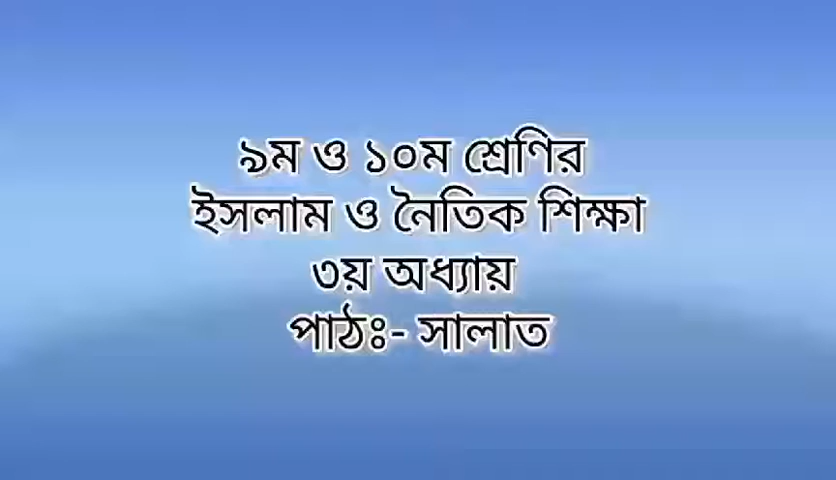 ৯ম ও ১০ম শ্রেণির
ইসলাম ও নৈতিক শিক্ষা
৩য় অধ্যায়
পাঠঃ- সালাত